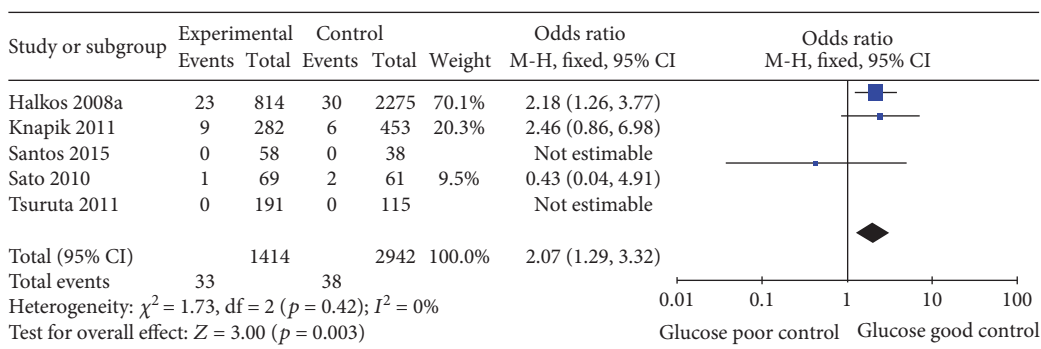 Study or subgroup Experimental Control Odds ratio Odds ratio
Events Total Events Total Weight M-H, fixed, 95% CI M-H, fixed, 95% CI
Halkos 2008a 23 814 30 2275 70.1% 2.18 (1.26, 3.77)
Knapik 2011 9 282 6 453 20.3% 2.46 (0.86, 6.98)
Santos 2015 0 58 0 38 Not estimable
Sato 2010 1 69 2 61 9.5% 0.43 (0.04, 4.91)
Tsuruta 2011 0 191 0 115 Not estimable
Total (95% CI) 1414 2942 100.0% 2.07 (1.29, 3.32)
Total events 33 38
Heterogeneity: χ² = 1.73, df = 2 (p = 0.42); I² = 0%
Test for overall effect: Z = 3.00 (p = 0.003)
0.01 0.1 1 10 100
Glucose poor control Glucose good control